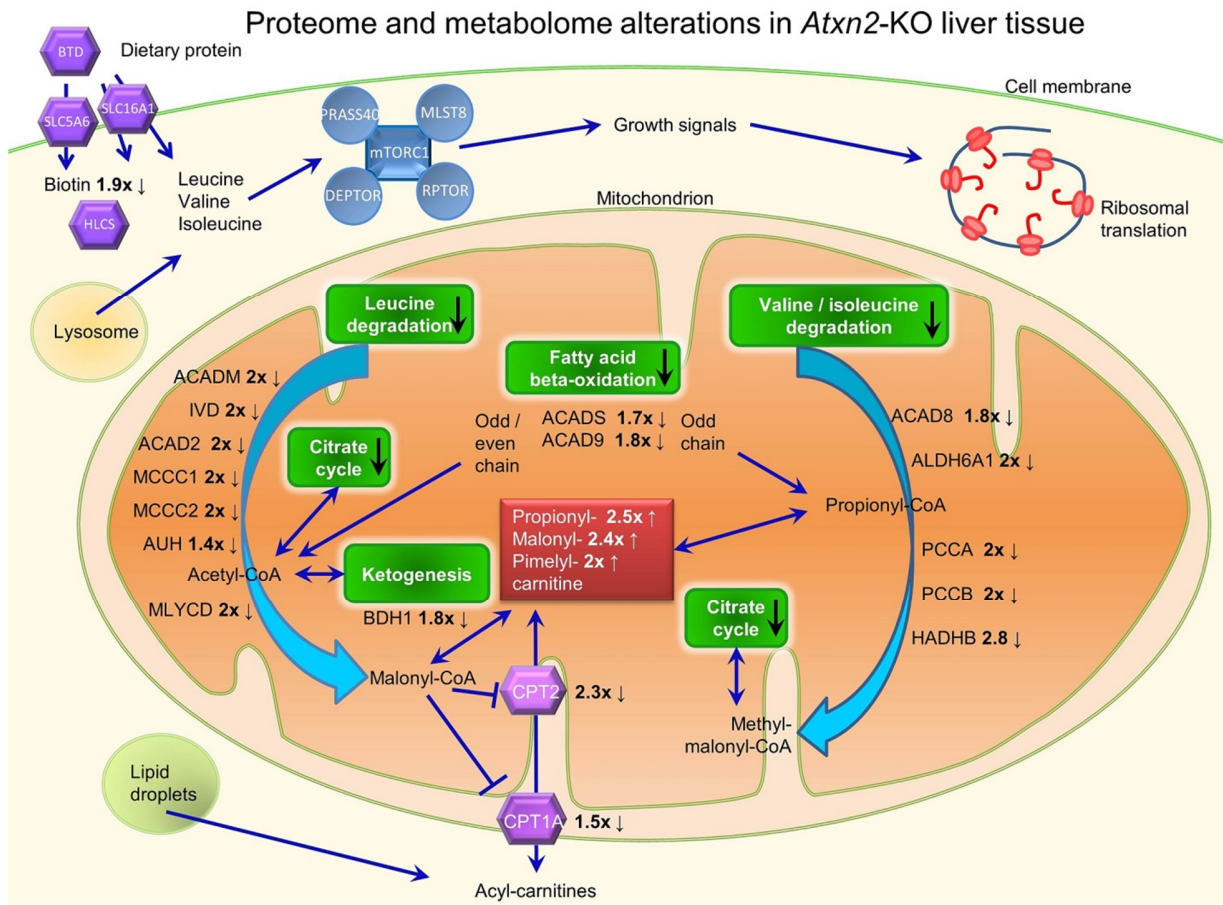 Proteome and metabolome alterations in Atxn2-KO liver tissue
BTD
Dietary protein
SLC5A6
SLC16A1
Cell membrane
PRASS40
MLST8
mTORC1
DEPTOR
RPTOR
Growth signals
Biotin 1.9x ↓
HLCS
Leucine
Valine
Isoleucine
Mitochondrion
Ribosomal
translation
Lysosome
Leucine
degradation ↓
Valine / isoleucine
degradation ↓
Fatty acid
beta-oxidation ↓
ACADM 2x ↓
IVD 2x ↓
ACAD2 2x ↓
MCCC1 2x ↓
MCCC2 2x ↓
AUH 1.4x ↓
Acetyl-CoA
MLYCD 2x ↓
Citrate
cycle ↓
Odd /
even
chain
ACADS 1.7x ↓
ACAD9 1.8x ↓
Odd
chain
ACAD8 1.8x ↓
ALDH6A1 2x ↓
Propionyl-CoA
PCCA 2x ↓
PCCB 2x ↓
HADHB 2.8 ↓
Propionyl- 2.5x ↑
Malonyl- 2.4x ↑
Pimelyl- 2x ↑
carnitine
Ketogenesis
BDH1 1.8x ↓
Citrate
cycle ↓
Malonyl-CoA
CPT2 2.3x ↓
Methyl-
malonyl-CoA
Lipid
droplets
CPT1A 1.5x ↓
Acyl-carnitines